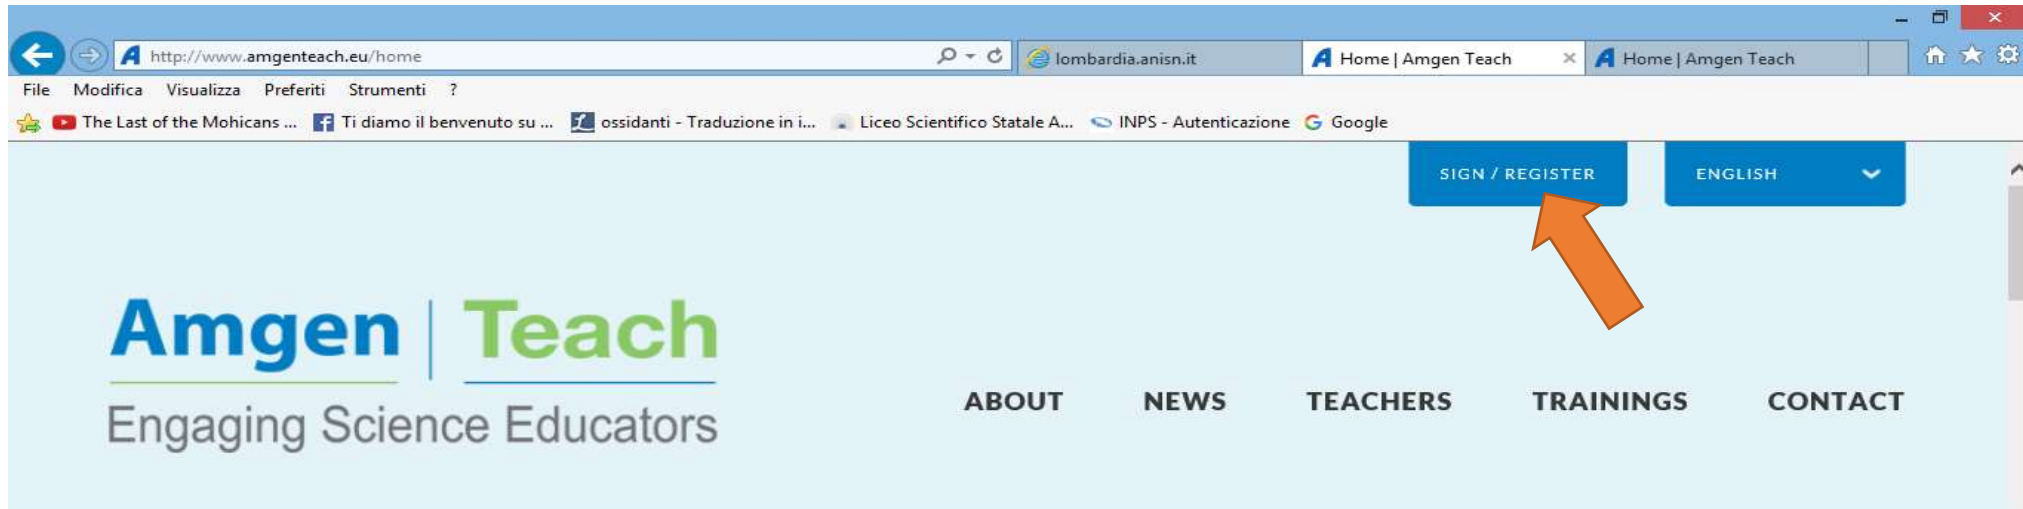 http://www.amgenteach.eu/home
lombardia.anisn.it
Home | Amgen Teach
Home | Amgen Teach
File Modifica Visualizza Preferiti Strumenti ?
The Last of the Mohicans ... Ti diamo il benvenuto su ... ossidanti - Traduzione in i... Liceo Scientifico Statale A... INPS - Autenticazione Google
SIGN / REGISTER ENGLISH
Amgen | Teach
Engaging Science Educators
ABOUT NEWS TEACHERS TRAININGS CONTACT